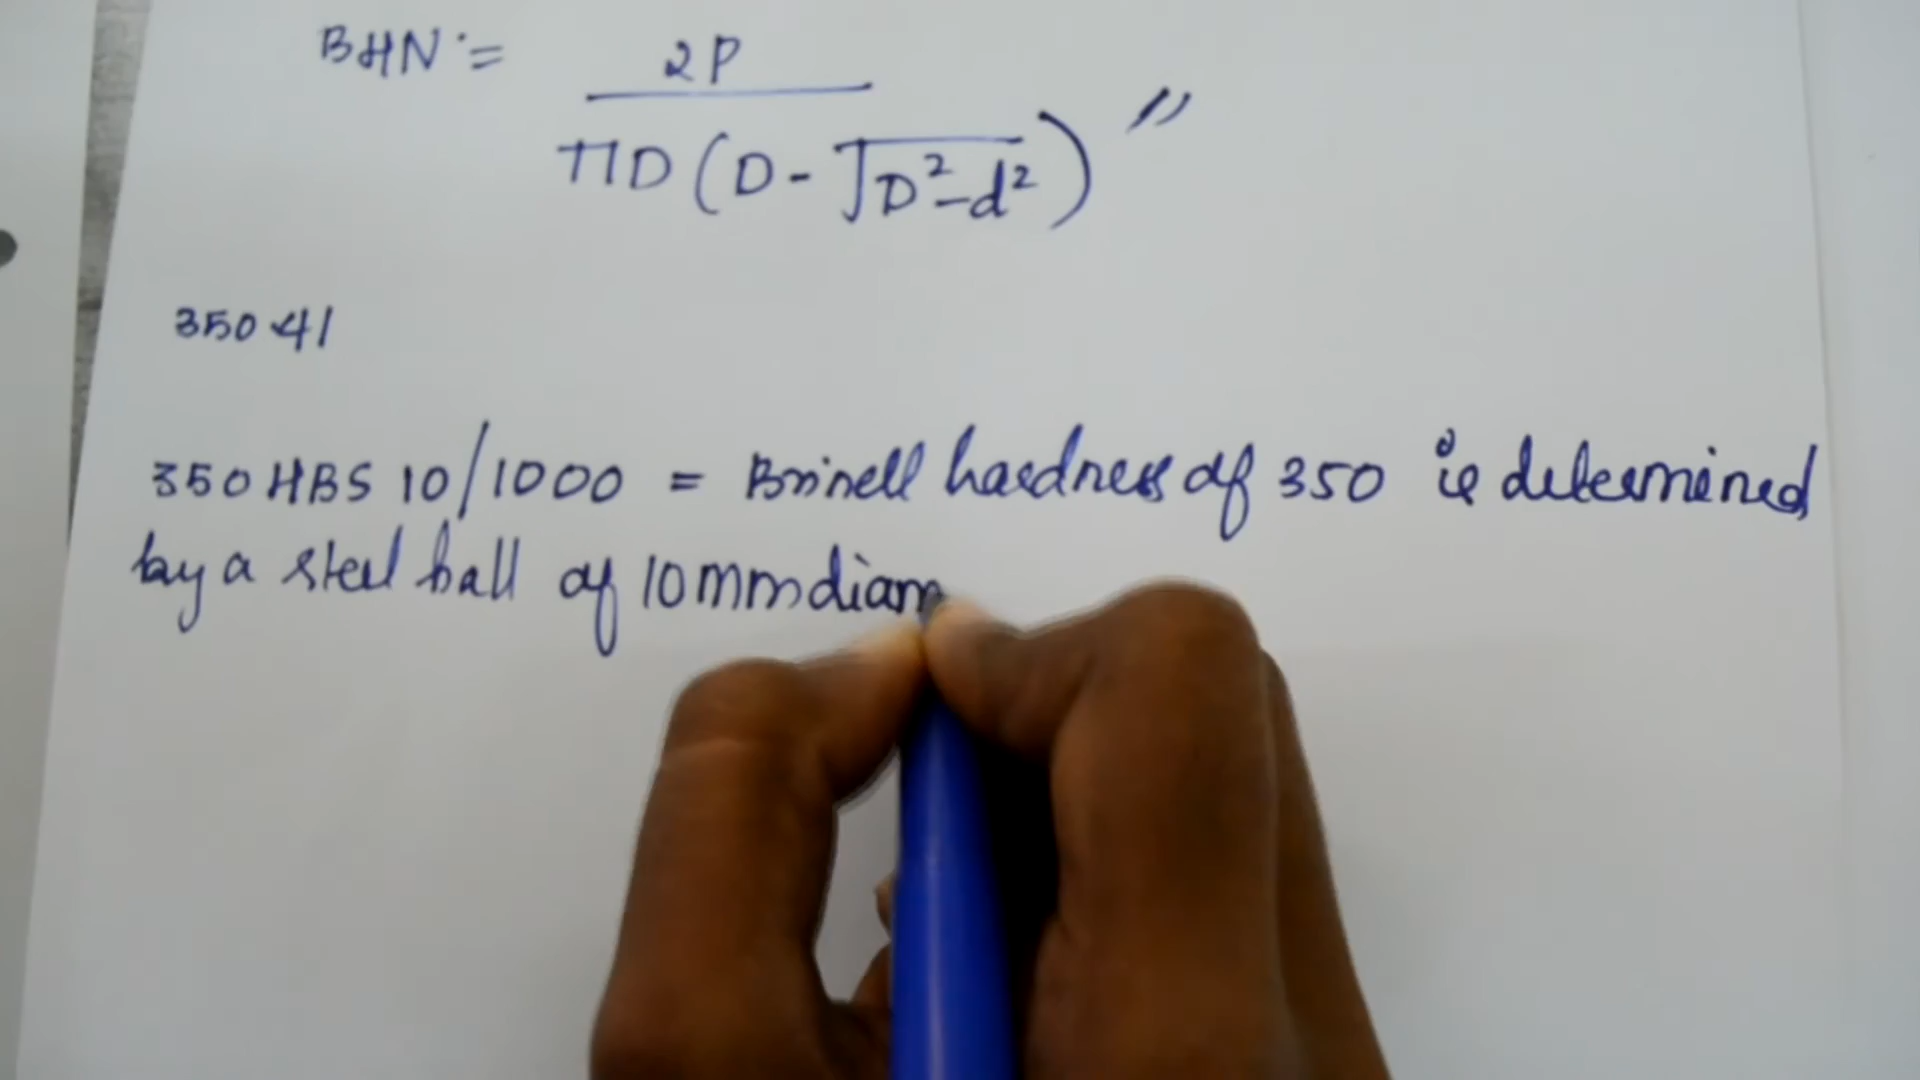 BHN = 2P
πD (D - √D²-d²) "
350 41
350 HBS 10/1000 = Brinell hardness of 350 is determined
by a steel ball of 10mm diam